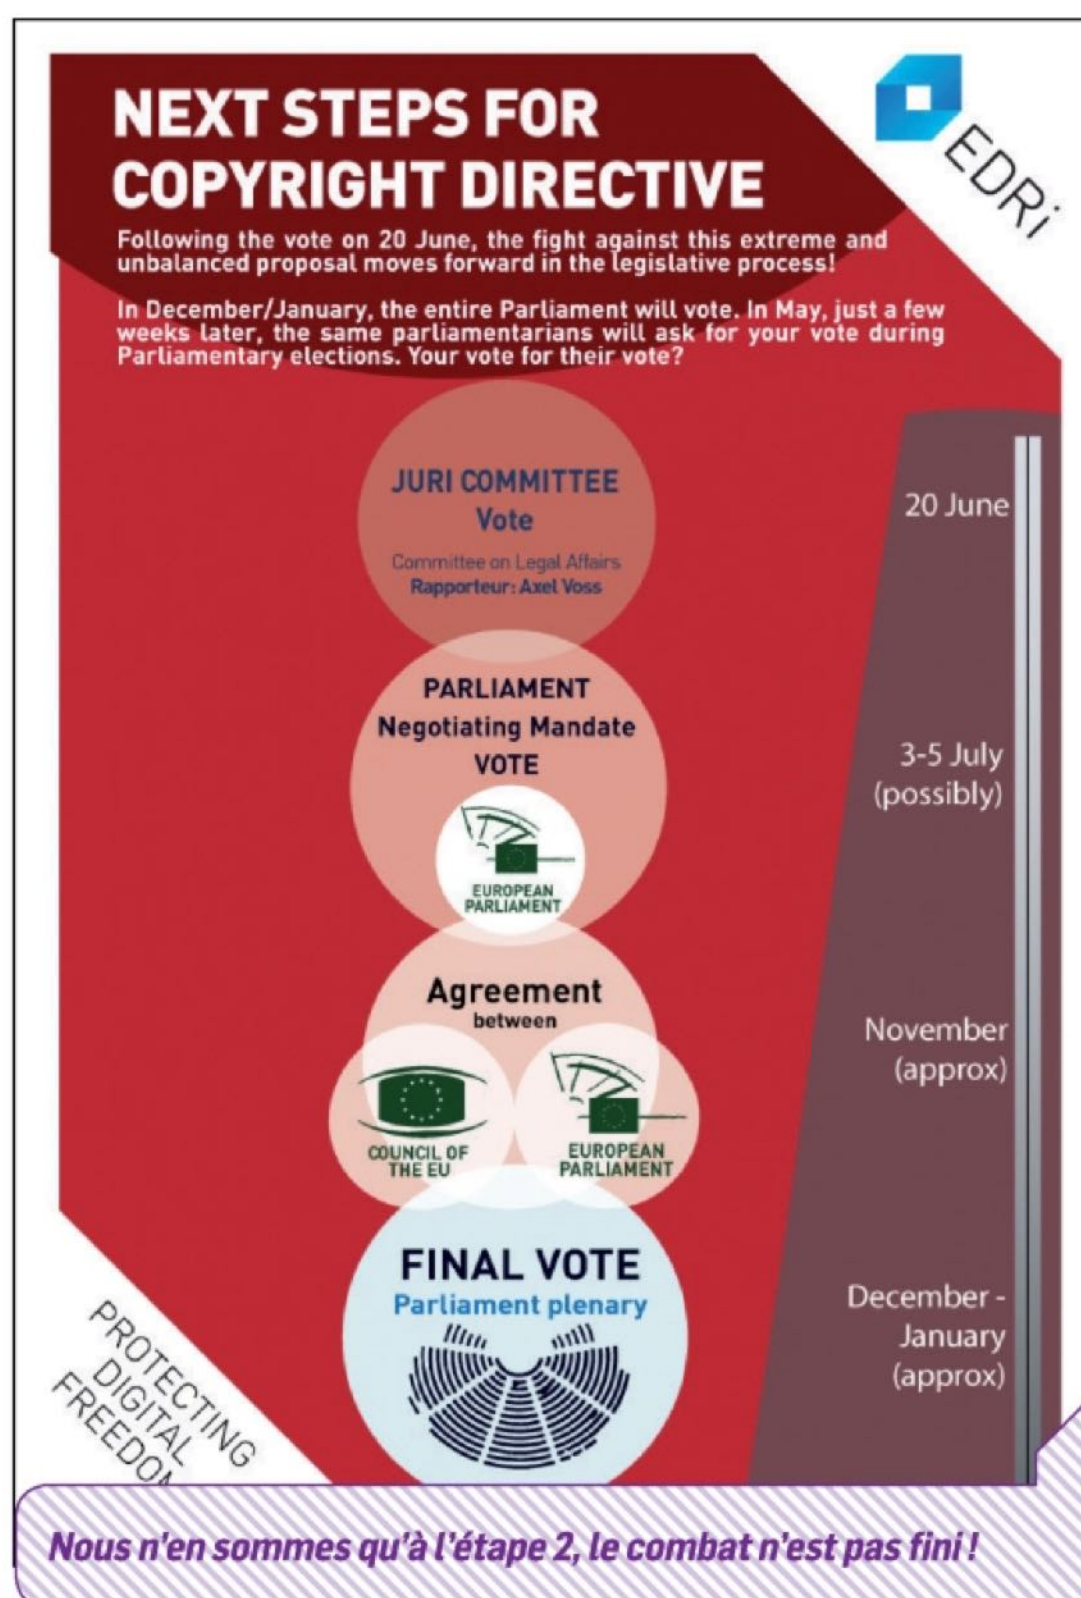 NEXT STEPS FOR
COPYRIGHT DIRECTIVE
EDRi
Following the vote on 20 June, the fight against this extreme and
unbalanced proposal moves forward in the legislative process!
In December/January, the entire Parliament will vote. In May, just a few
weeks later, the same parliamentarians will ask for your vote during
Parliamentary elections. Your vote for their vote?
JURI COMMITTEE
Vote
Committee on Legal Affairs
Rapporteur: Axel Voss
20 June
PARLIAMENT
Negotiating Mandate
VOTE
EUROPEAN
PARLIAMENT
3-5 July
(possibly)
Agreement
between
COUNCIL OF
THE EU
EUROPEAN
PARLIAMENT
November
(approx)
FINAL VOTE
Parliament plenary
December -
January
(approx)
PROTECTING
DIGITAL
FREEDOM
Nous n'en sommes qu'à l'étape 2, le combat n'est pas fini !